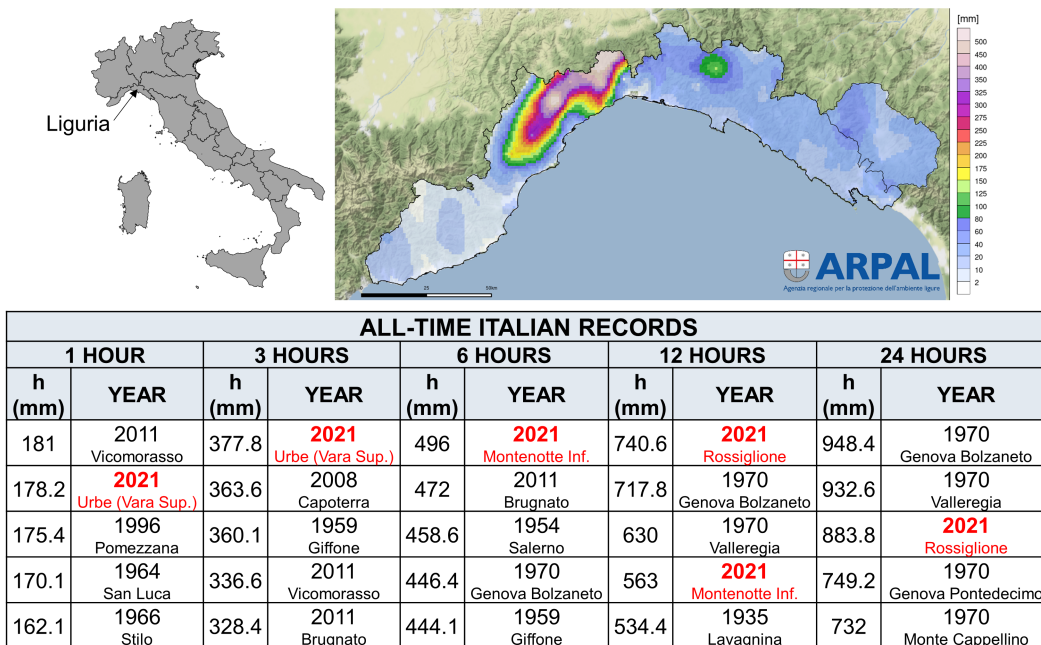 Liguria
[mm]
500
450
400
350
325
300
275
250
225
200
175
150
125
100
80
60
40
20
10
2
25
50km
ARPAL
Agenzia regionale per la protezione dell'ambiente ligure
ALL-TIME ITALIAN RECORDS
1 HOUR 3 HOURS 6 HOURS 12 HOURS 24 HOURS
h (mm) YEAR h (mm) YEAR h (mm) YEAR h (mm) YEAR h (mm) YEAR
181 2011 377.8 2021 496 2021 740.6 2021 948.4 1970
Vicomorasso Urbe (Vara Sup.) Montenotte Inf. Rossiglione Genova Bolzaneto
178.2 2021 363.6 2008 472 2011 717.8 1970 932.6 1970
Urbe (Vara Sup.) Capoterra Brugnato Genova Bolzaneto Valleregia
175.4 1996 360.1 1959 458.6 1954 630 1970 883.8 2021
Pomezzana Giffone Salerno Valleregia Rossiglione
170.1 1964 336.6 2011 446.4 1970 563 2021 749.2 1970
San Luca Vicomorasso Genova Bolzaneto Montenotte Inf. Genova Pontedecimo
162.1 1966 328.4 2011 444.1 1959 534.4 1935 732 1970
Stilo Brugnato Giffone Lavagnina Monte Cappellino